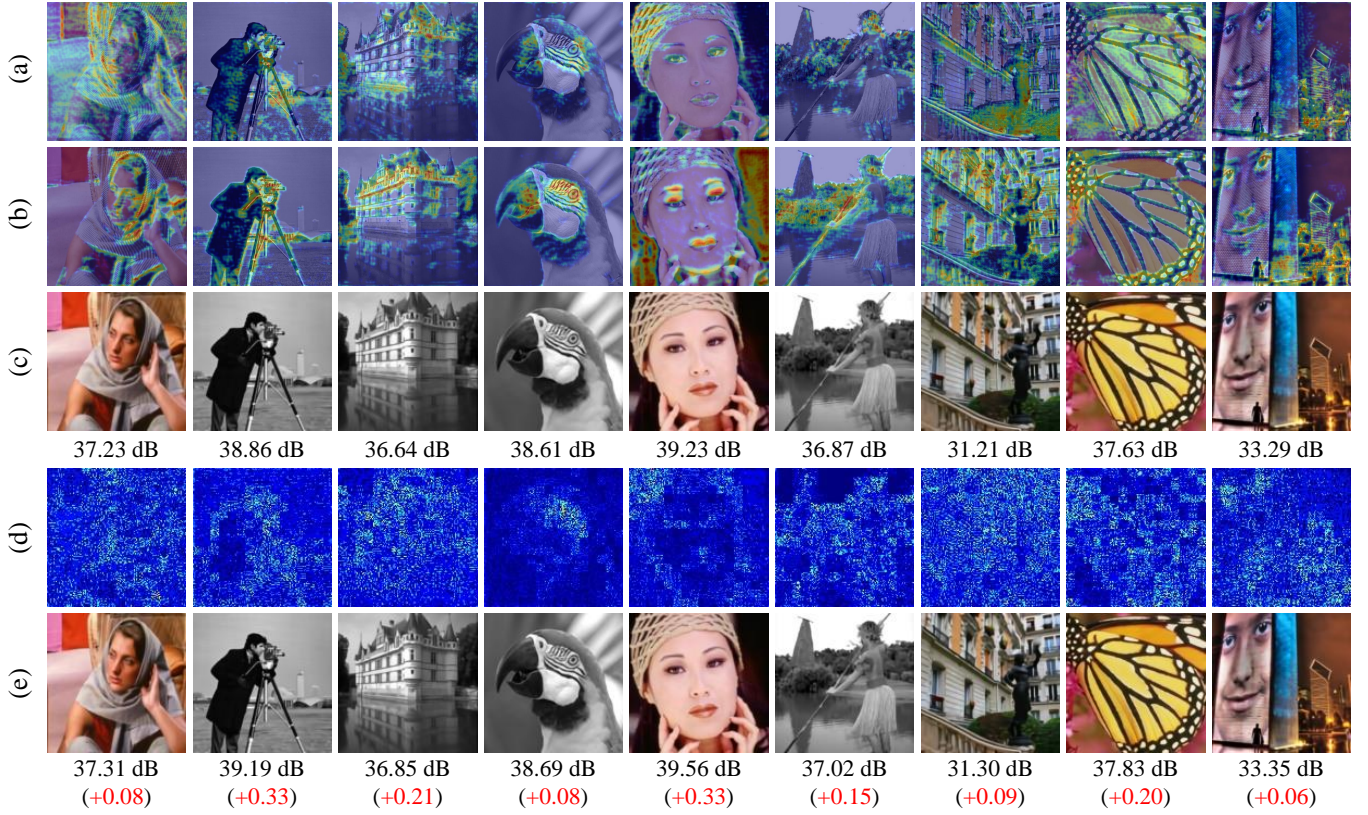 (a)
(b)
(c)
37.23 dB 38.86 dB 36.64 dB 38.61 dB 39.23 dB 36.87 dB 31.21 dB 37.63 dB 33.29 dB
(d)
(e)
37.31 dB 39.19 dB 36.85 dB 38.69 dB 39.56 dB 37.02 dB 31.30 dB 37.83 dB 33.35 dB
(+0.08) (+0.33) (+0.21) (+0.08) (+0.33) (+0.15) (+0.09) (+0.20) (+0.06)